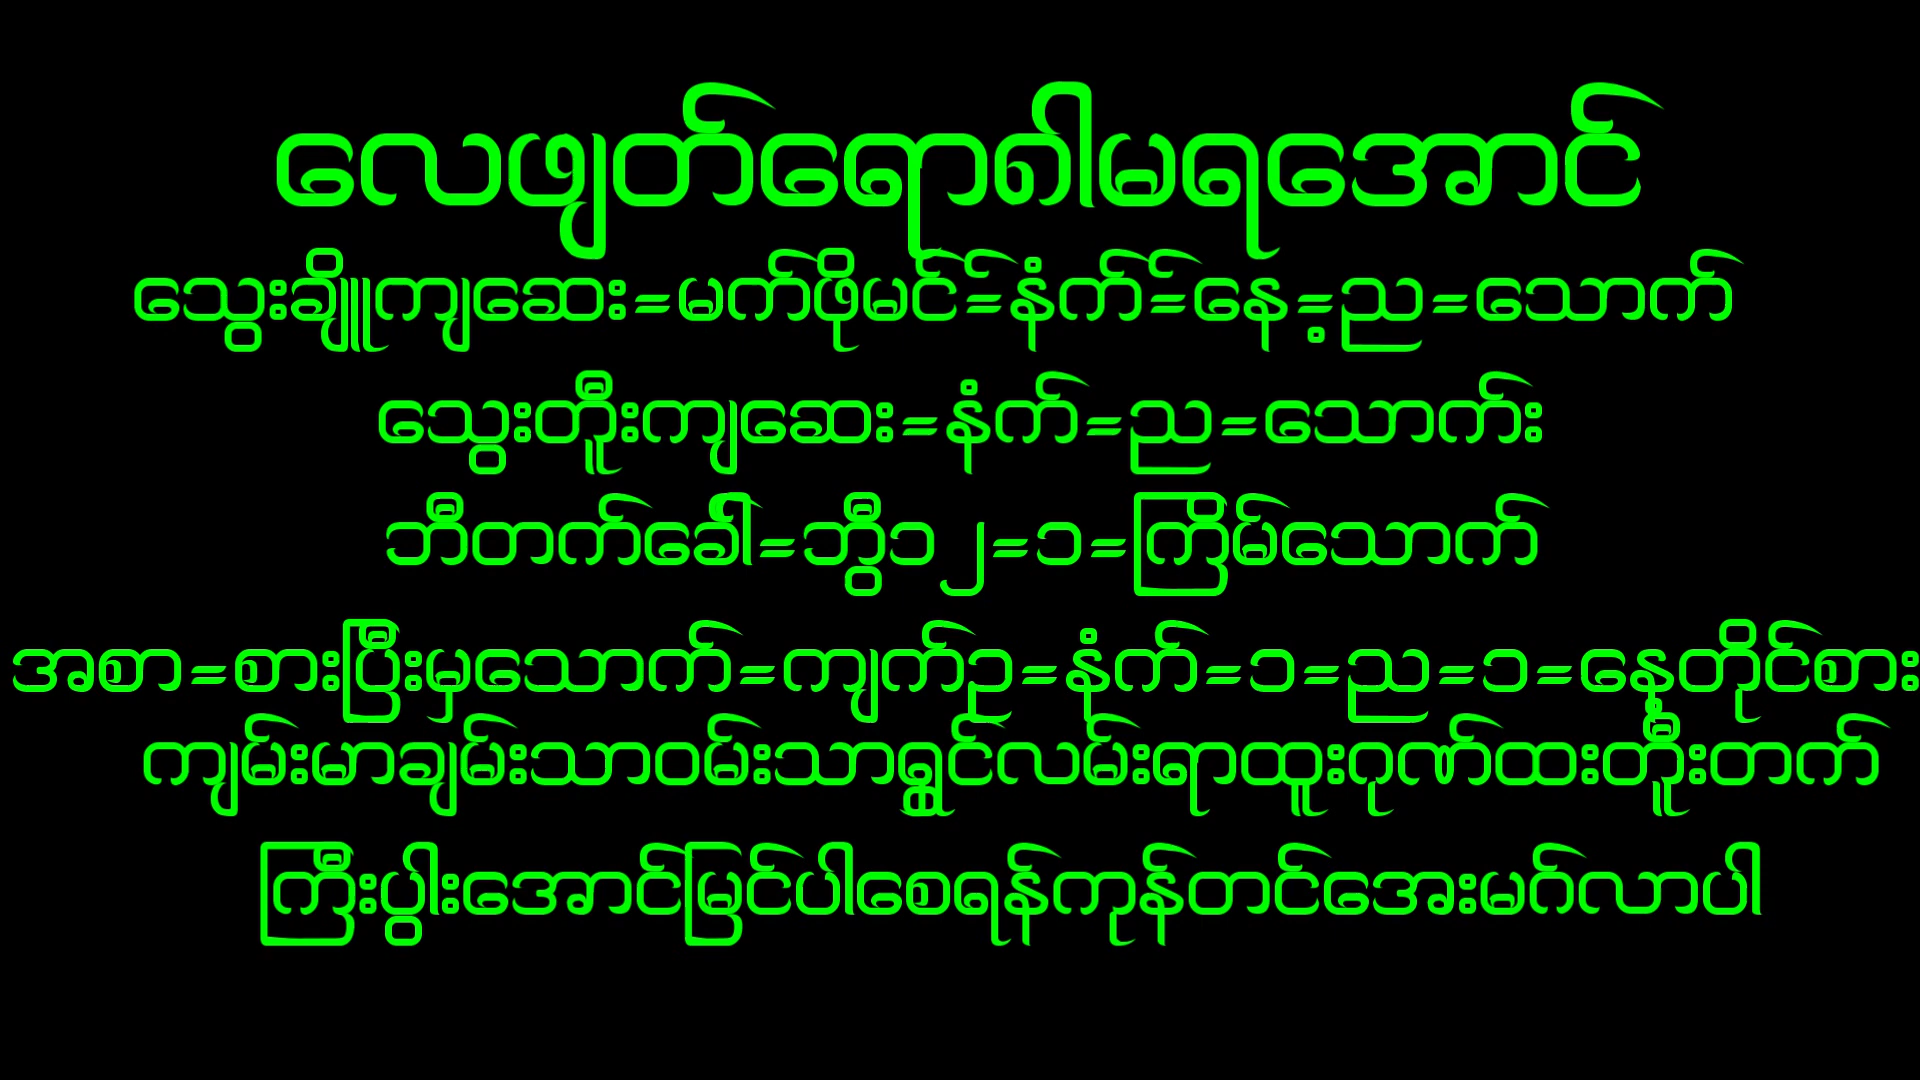 လေဖျတ်ရောဂါမရအောင်
သွေးချိူကျဆေး=မက်ဖိုမင်=်နံက်=်နေ=့ည=သောက်
သွေးတိူးကျဆေး=နံက်=ည=သောက်း
ဘီတက်ခေါ်=ဘွီ၁၂=၁=ကြိမ်သောက်
အစာ=စားပြီးမှသောက်=ကျက်ဥ=နံက်=၁=ည=၁=နေ့တိုင်စား
ကျမ်းမာချမ်းသာဝမ်းသာရွှင်လမ်းရာထူးဂုဏ်ထးတိူးတက်
ကြီးပွါးအောင်မြင်ပါစေရန်ကုန်တင်အေးမဂ်လာပါ